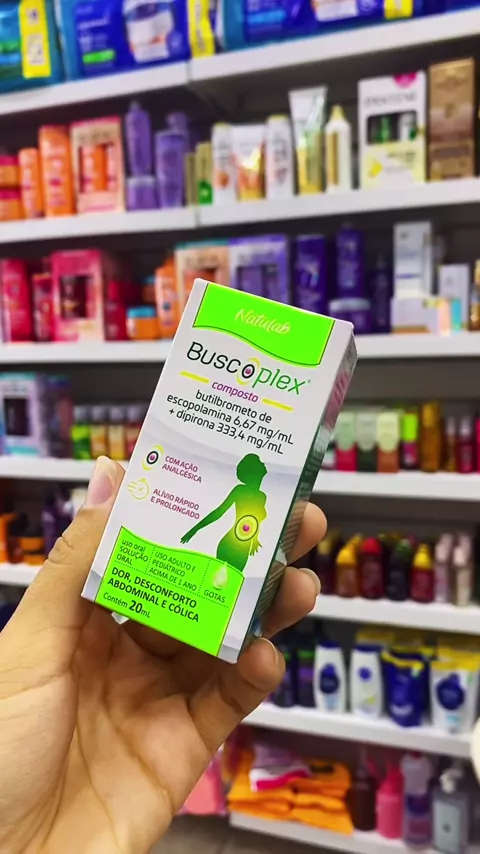 Natulab
Buscoplex®
composto
butilbrometo de
escopolamina 6,67 mg/mL
+ dipirona 333,4 mg/mL
COM AÇÃO
ANALGÉSICA
ALÍVIO RÁPIDO
E PROLONGADO
uso oral
SOLUÇÃO
ORAL
USO ADULTO E
PEDIÁTRICO
ACIMA DE 1 ANO
GOTAS
DOR, DESCONFORTO
ABDOMINAL E CÓLICA
Contém 20mL
PANTENE